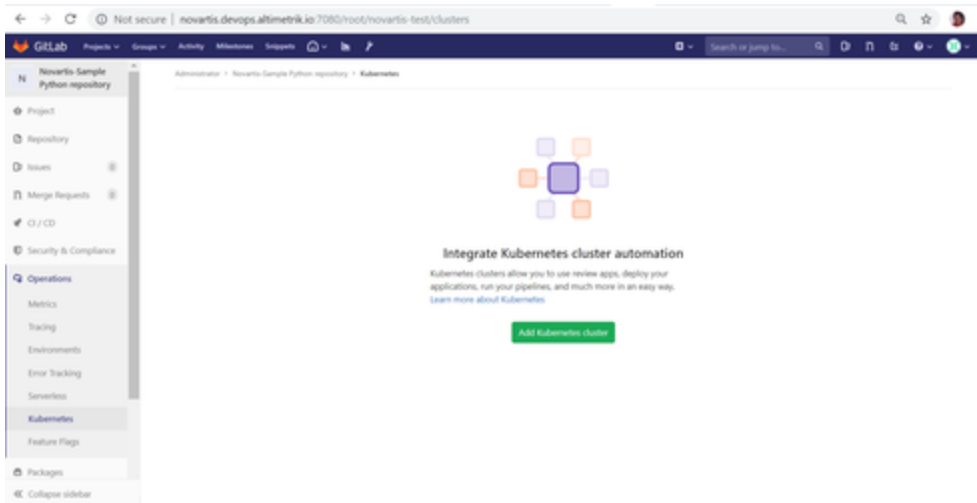 Not secure | novartis.devops.altimetrik.io:7080/root/novartis-test/clusters
GitLab Projects Groups Activity Milestones Snippets Search or jump to...
N Novartis-Sample Python repository
Administrator > Novartis-Sample Python repository > Kubernetes
Project
Repository
Issues 0
Merge Requests 0
CI / CD
Security & Compliance
Operations
Metrics
Tracing
Environments
Error Tracking
Serverless
Kubernetes
Feature Flags
Packages
Collapse sidebar
Integrate Kubernetes cluster automation
Kubernetes clusters allow you to use review apps, deploy your
applications, run your pipelines, and much more in an easy way.
Learn more about Kubernetes
Add Kubernetes cluster